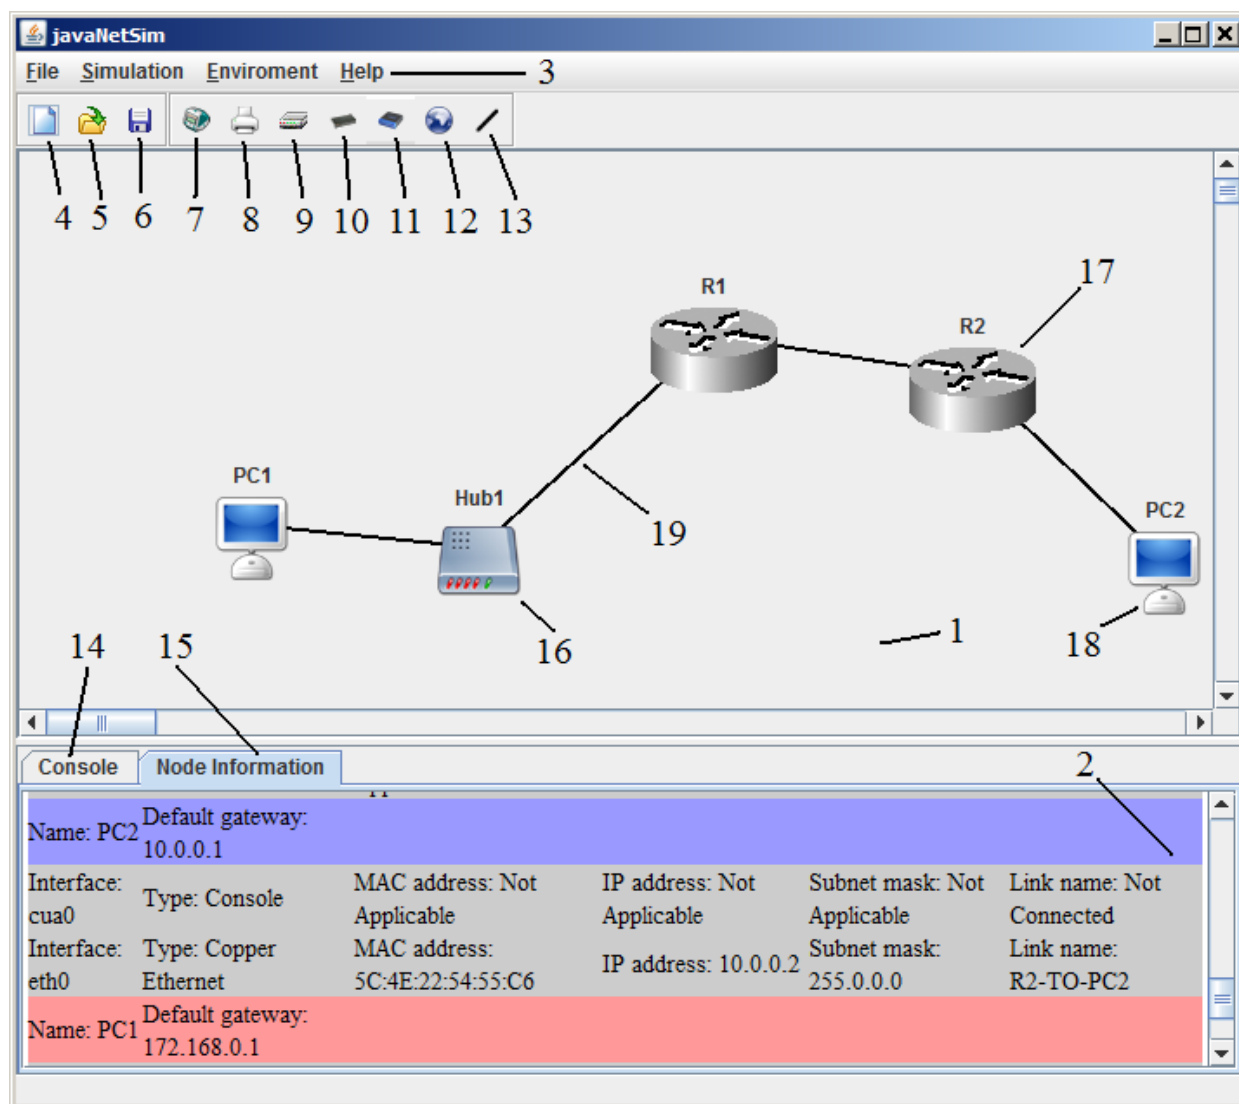 javaNetSim
File Simulation Enviroment Help 3
4 5 6 7 8 9 10 11 12 13
17
R1
R2
PC1
Hub1
19
PC2
16
1
18
14 15
Console Node Information
2
Name: PC2 Default gateway:
10.0.0.1
Interface: Type: Console MAC address: Not IP address: Not Subnet mask: Not Link name: Not
cua0 Applicable Applicable Applicable Connected
Interface: Type: Copper MAC address: IP address: 10.0.0.2 Subnet mask: Link name:
eth0 Ethernet 5C:4E:22:54:55:C6 255.0.0.0 R2-TO-PC2
Name: PC1 Default gateway:
172.168.0.1